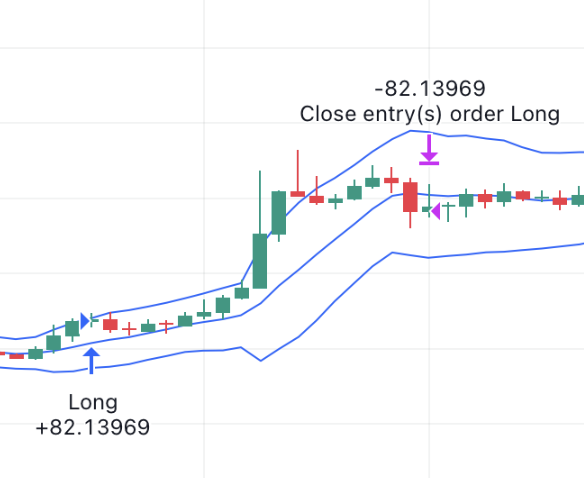 -82.13969
Close entry(s) order Long
Long
+82.13969